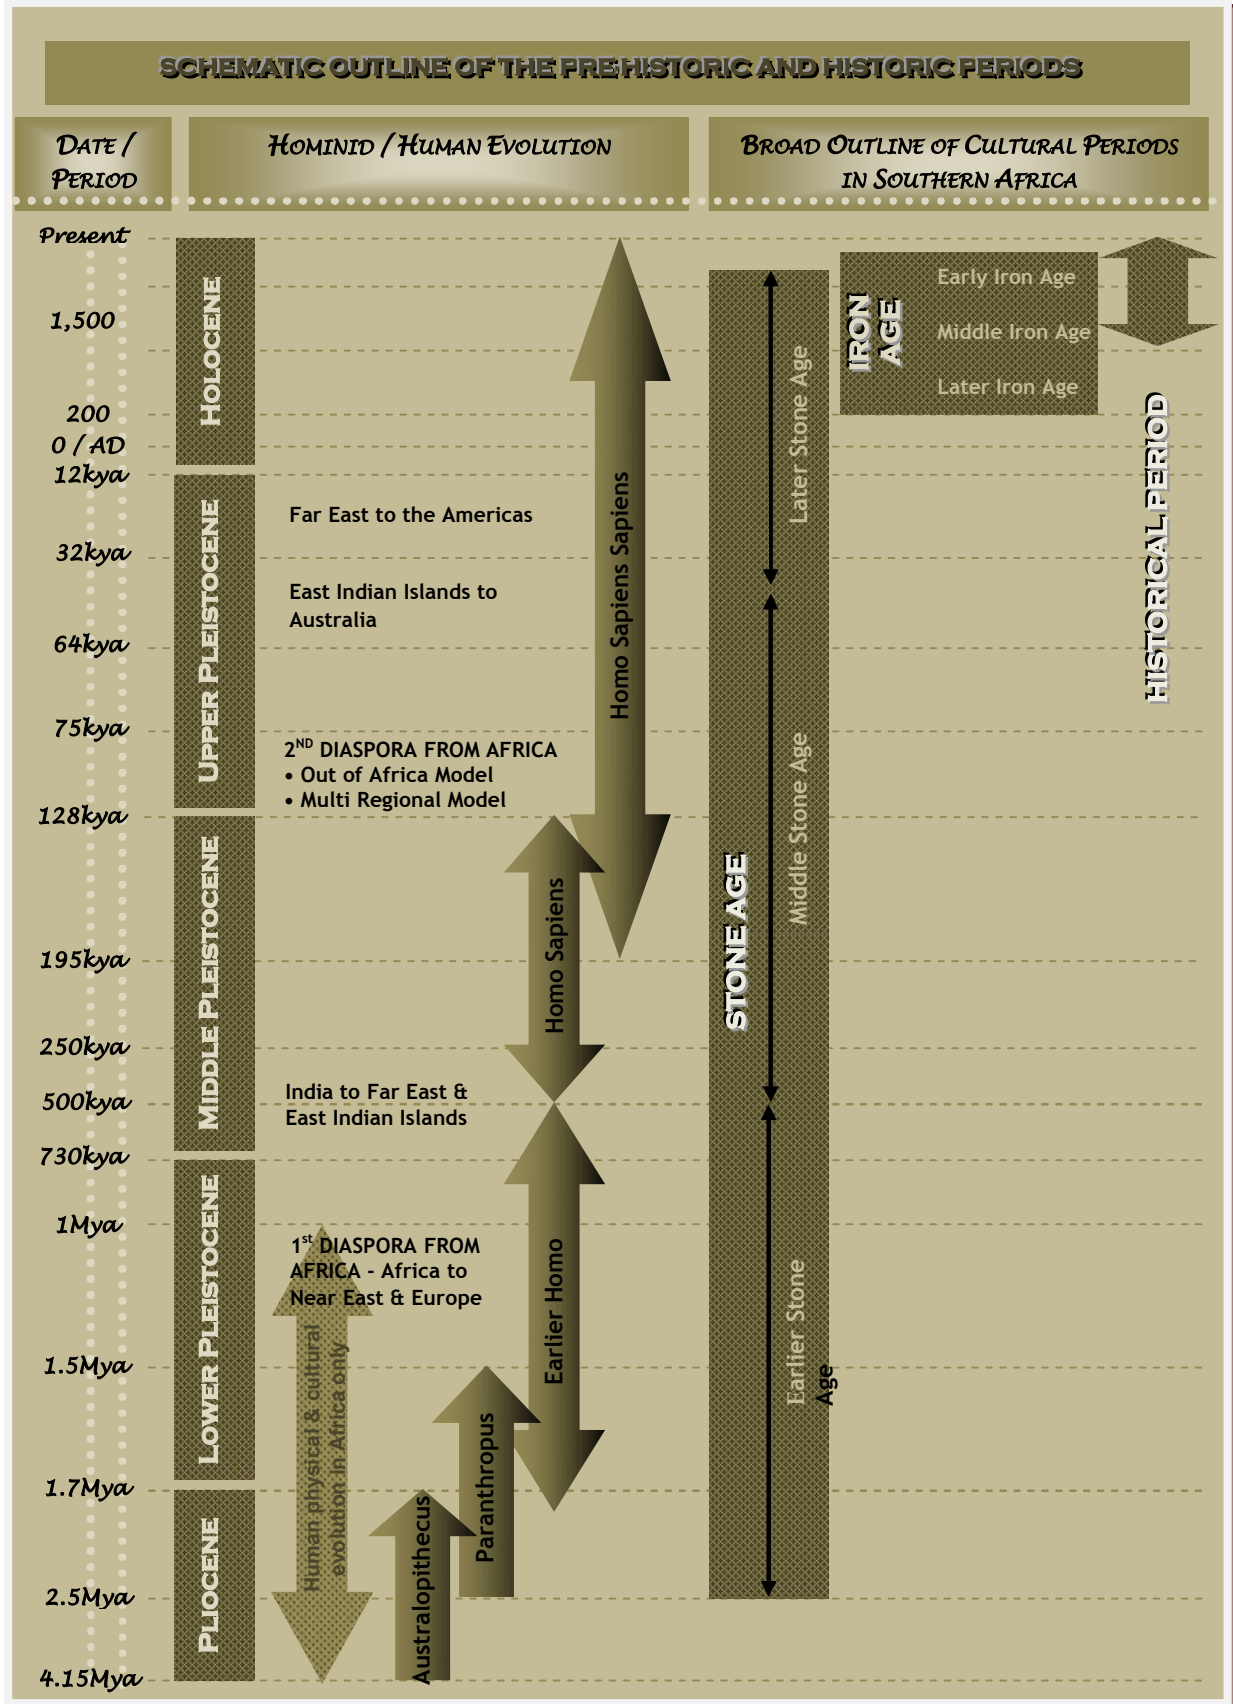 SCHEMATIC OUTLINE OF THE PREHISTORIC AND HISTORIC PERIODS
DATE /
PERIOD
HOMINID / HUMAN EVOLUTION
BROAD OUTLINE OF CULTURAL PERIODS
IN SOUTHERN AFRICA
Present
1,500
200
0 / AD
12kya
32kya
64kya
75kya
128kya
195kya
250kya
500kya
730kya
1Mya
1.5Mya
1.7Mya
2.5Mya
4.15Mya
HOLOCENE
UPPER PLEISTOCENE
MIDDLE PLEISTOCENE
LOWER PLEISTOCENE
PLIOCENE
Far East to the Americas
East Indian Islands to
Australia
2ND DIASPORA FROM AFRICA
• Out of Africa Model
• Multi Regional Model
India to Far East &
East Indian Islands
1st DIASPORA FROM
AFRICA - Africa to
Near East & Europe
Human physical & cultural
evolution in Africa only
Australopithecus
Paranthropus
Earlier Homo
Homo Sapiens
Homo Sapiens Sapiens
STONE AGE
Later Stone Age
Middle Stone Age
Earlier Stone
Age
IRON
AGE
Early Iron Age
Middle Iron Age
Later Iron Age
HISTORICAL PERIOD